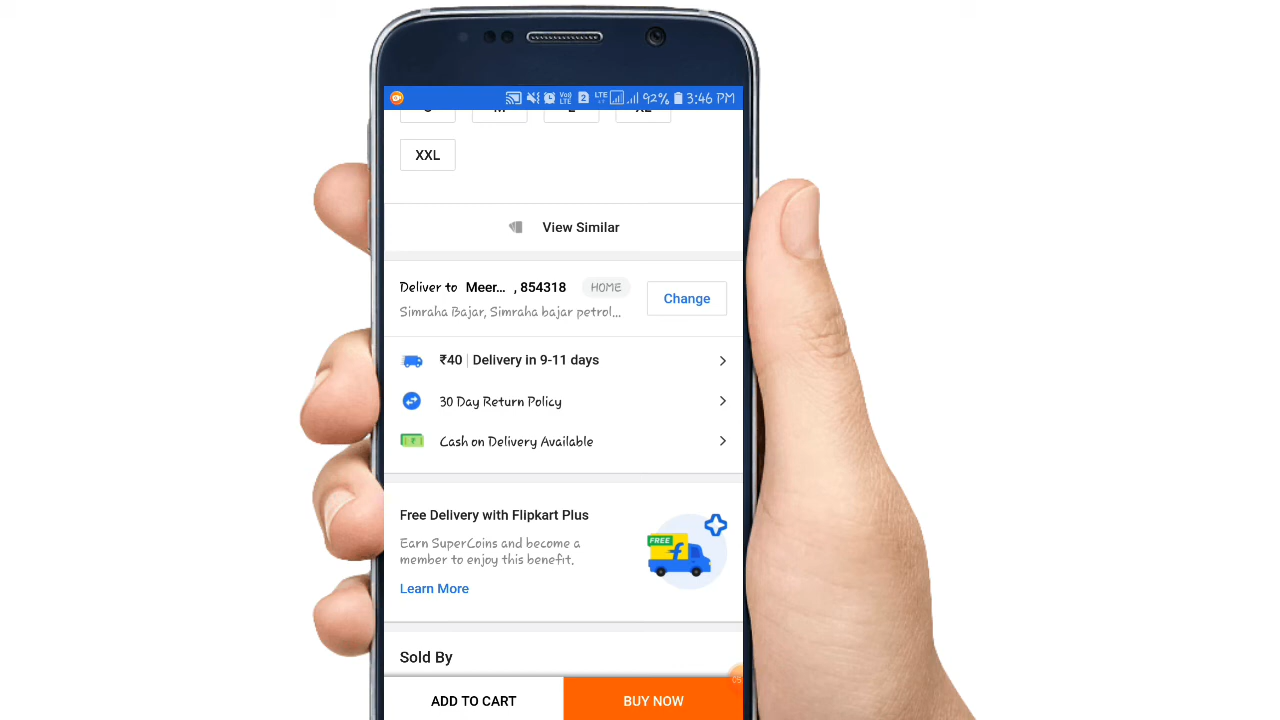 92% 3:46 PM
XXL
View Similar
Deliver to Meer... , 854318 HOME
Change
Simraha Bajar, Simraha bajar petrol...
₹40 | Delivery in 9-11 days
30 Day Return Policy
Cash on Delivery Available
Free Delivery with Flipkart Plus
Earn SuperCoins and become a
member to enjoy this benefit.
Learn More
FREE
Sold By
ADD TO CART
BUY NOW